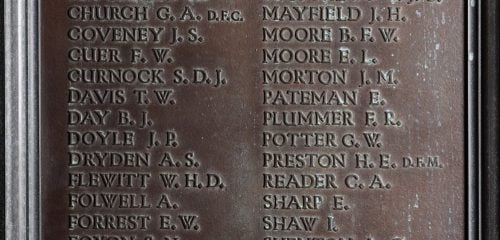 CHURCH G. A. D.F.C.
COVENEY J. S.
CUER F. W.
CURNOCK S. D. J.
DAVIS T. W.
DAY B. J.
DOYLE J. P.
DRYDEN A. S.
FLEWITT W. H. D.
FOLWELL A.
FORREST E. W.
MAYFIELD J. H.
MOORE B. F. W.
MOORE E. L.
MORTON J. M.
PATEMAN E.
PLUMMER F. R.
POTTER G. W.
PRESTON H. E. D.F.M.
READER C. A.
SHARP E.
SHAW I.